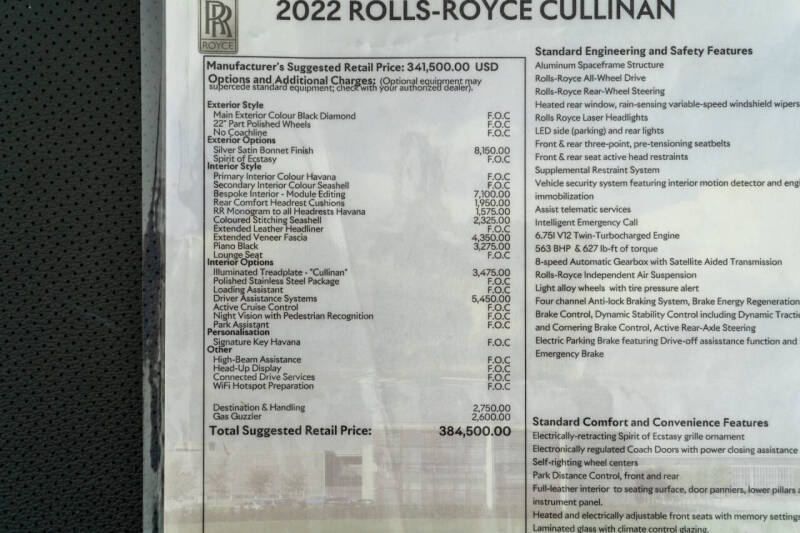 2022 ROLLS-ROYCE CULLINAN
RR
ROYCE
Manufacturer's Suggested Retail Price: 341,500.00 USD
Options and Additional Charges: (Optional equipment may
supercede standard equipment; check with your authorized dealer).
Exterior Style
Main Exterior Colour Black Diamond F.O.C
22" Part Polished Wheels F.O.C
No Coachline F.O.C
Exterior Options
Silver Satin Bonnet Finish 8,150.00
Spirit of Ecstasy F.O.C
Interior Style
Primary Interior Colour Havana F.O.C
Secondary Interior Colour Seashell F.O.C
Bespoke Interior - Module Editing 7,100.00
Rear Comfort Headrest Cushions 1,950.00
RR Monogram to all Headrests Havana 1,575.00
Coloured Stitching Seashell 2,325.00
Extended Leather Headliner F.O.C
Extended Veneer Fascia 4,350.00
Piano Black 3,275.00
Lounge Seat F.O.C
Interior Options
Illuminated Treadplate - "Cullinan" 3,475.00
Polished Stainless Steel Package F.O.C
Loading Assistant F.O.C
Driver Assistance Systems 5,450.00
Active Cruise Control F.O.C
Night Vision with Pedestrian Recognition F.O.C
Park Assistant F.O.C
Personalisation
Signature Key Havana F.O.C
Other
High-Beam Assistance F.O.C
Head-Up Display F.O.C
Connected Drive Services F.O.C
WiFi Hotspot Preparation F.O.C
Destination & Handling 2,750.00
Gas Guzzler 2,600.00
Total Suggested Retail Price: 384,500.00
Standard Engineering and Safety Features
Aluminum Spaceframe Structure
Rolls-Royce All-Wheel Drive
Rolls-Royce Rear-Wheel Steering
Heated rear window, rain-sensing variable-speed windshield wipers
Rolls Royce Laser Headlights
LED side (parking) and rear lights
Front & rear three-point, pre-tensioning seatbelts
Front & rear seat active head restraints
Supplemental Restraint System
Vehicle security system featuring interior motion detector and eng
immobilization
Assist telematic services
Intelligent Emergency Call
6.75l V12 Twin-Turbocharged Engine
563 BHP & 627 lb-ft of torque
8-speed Automatic Gearbox with Satellite Aided Transmission
Rolls-Royce Independent Air Suspension
Light alloy wheels with tire pressure alert
Four channel Anti-lock Braking System, Brake Energy Regeneration
Brake Control, Dynamic Stability Control including Dynamic Tracti
and Cornering Brake Control, Active Rear-Axle Steering
Electric Parking Brake featuring Drive-off assistance function and
Emergency Brake
Standard Comfort and Convenience Features
Electrically-retracting Spirit of Ecstasy grille ornament
Electronically regulated Coach Doors with power closing assistance
Self-righting wheel centers
Park Distance Control, front and rear
Full-leather interior to seating surface, door panniers, lower pillars
instrument panel.
Heated and electrically adjustable front seats with memory settings
Laminated glass with climate control glazing.